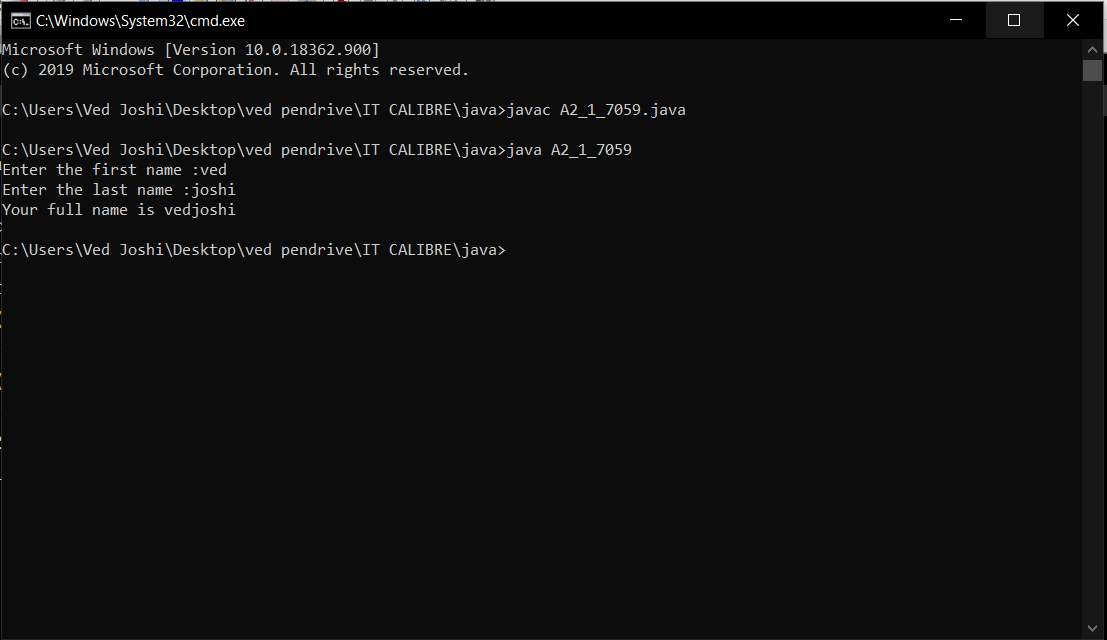 C:\Windows\System32\cmd.exe
Microsoft Windows [Version 10.0.18362.900]
(c) 2019 Microsoft Corporation. All rights reserved.
C:\Users\Ved Joshi\Desktop\ved pendrive\IT CALIBRE\java>javac A2_1_7059.java
C:\Users\Ved Joshi\Desktop\ved pendrive\IT CALIBRE\java>java A2_1_7059
Enter the first name :ved
Enter the last name :joshi
Your full name is vedjoshi
C:\Users\Ved Joshi\Desktop\ved pendrive\IT CALIBRE\java>